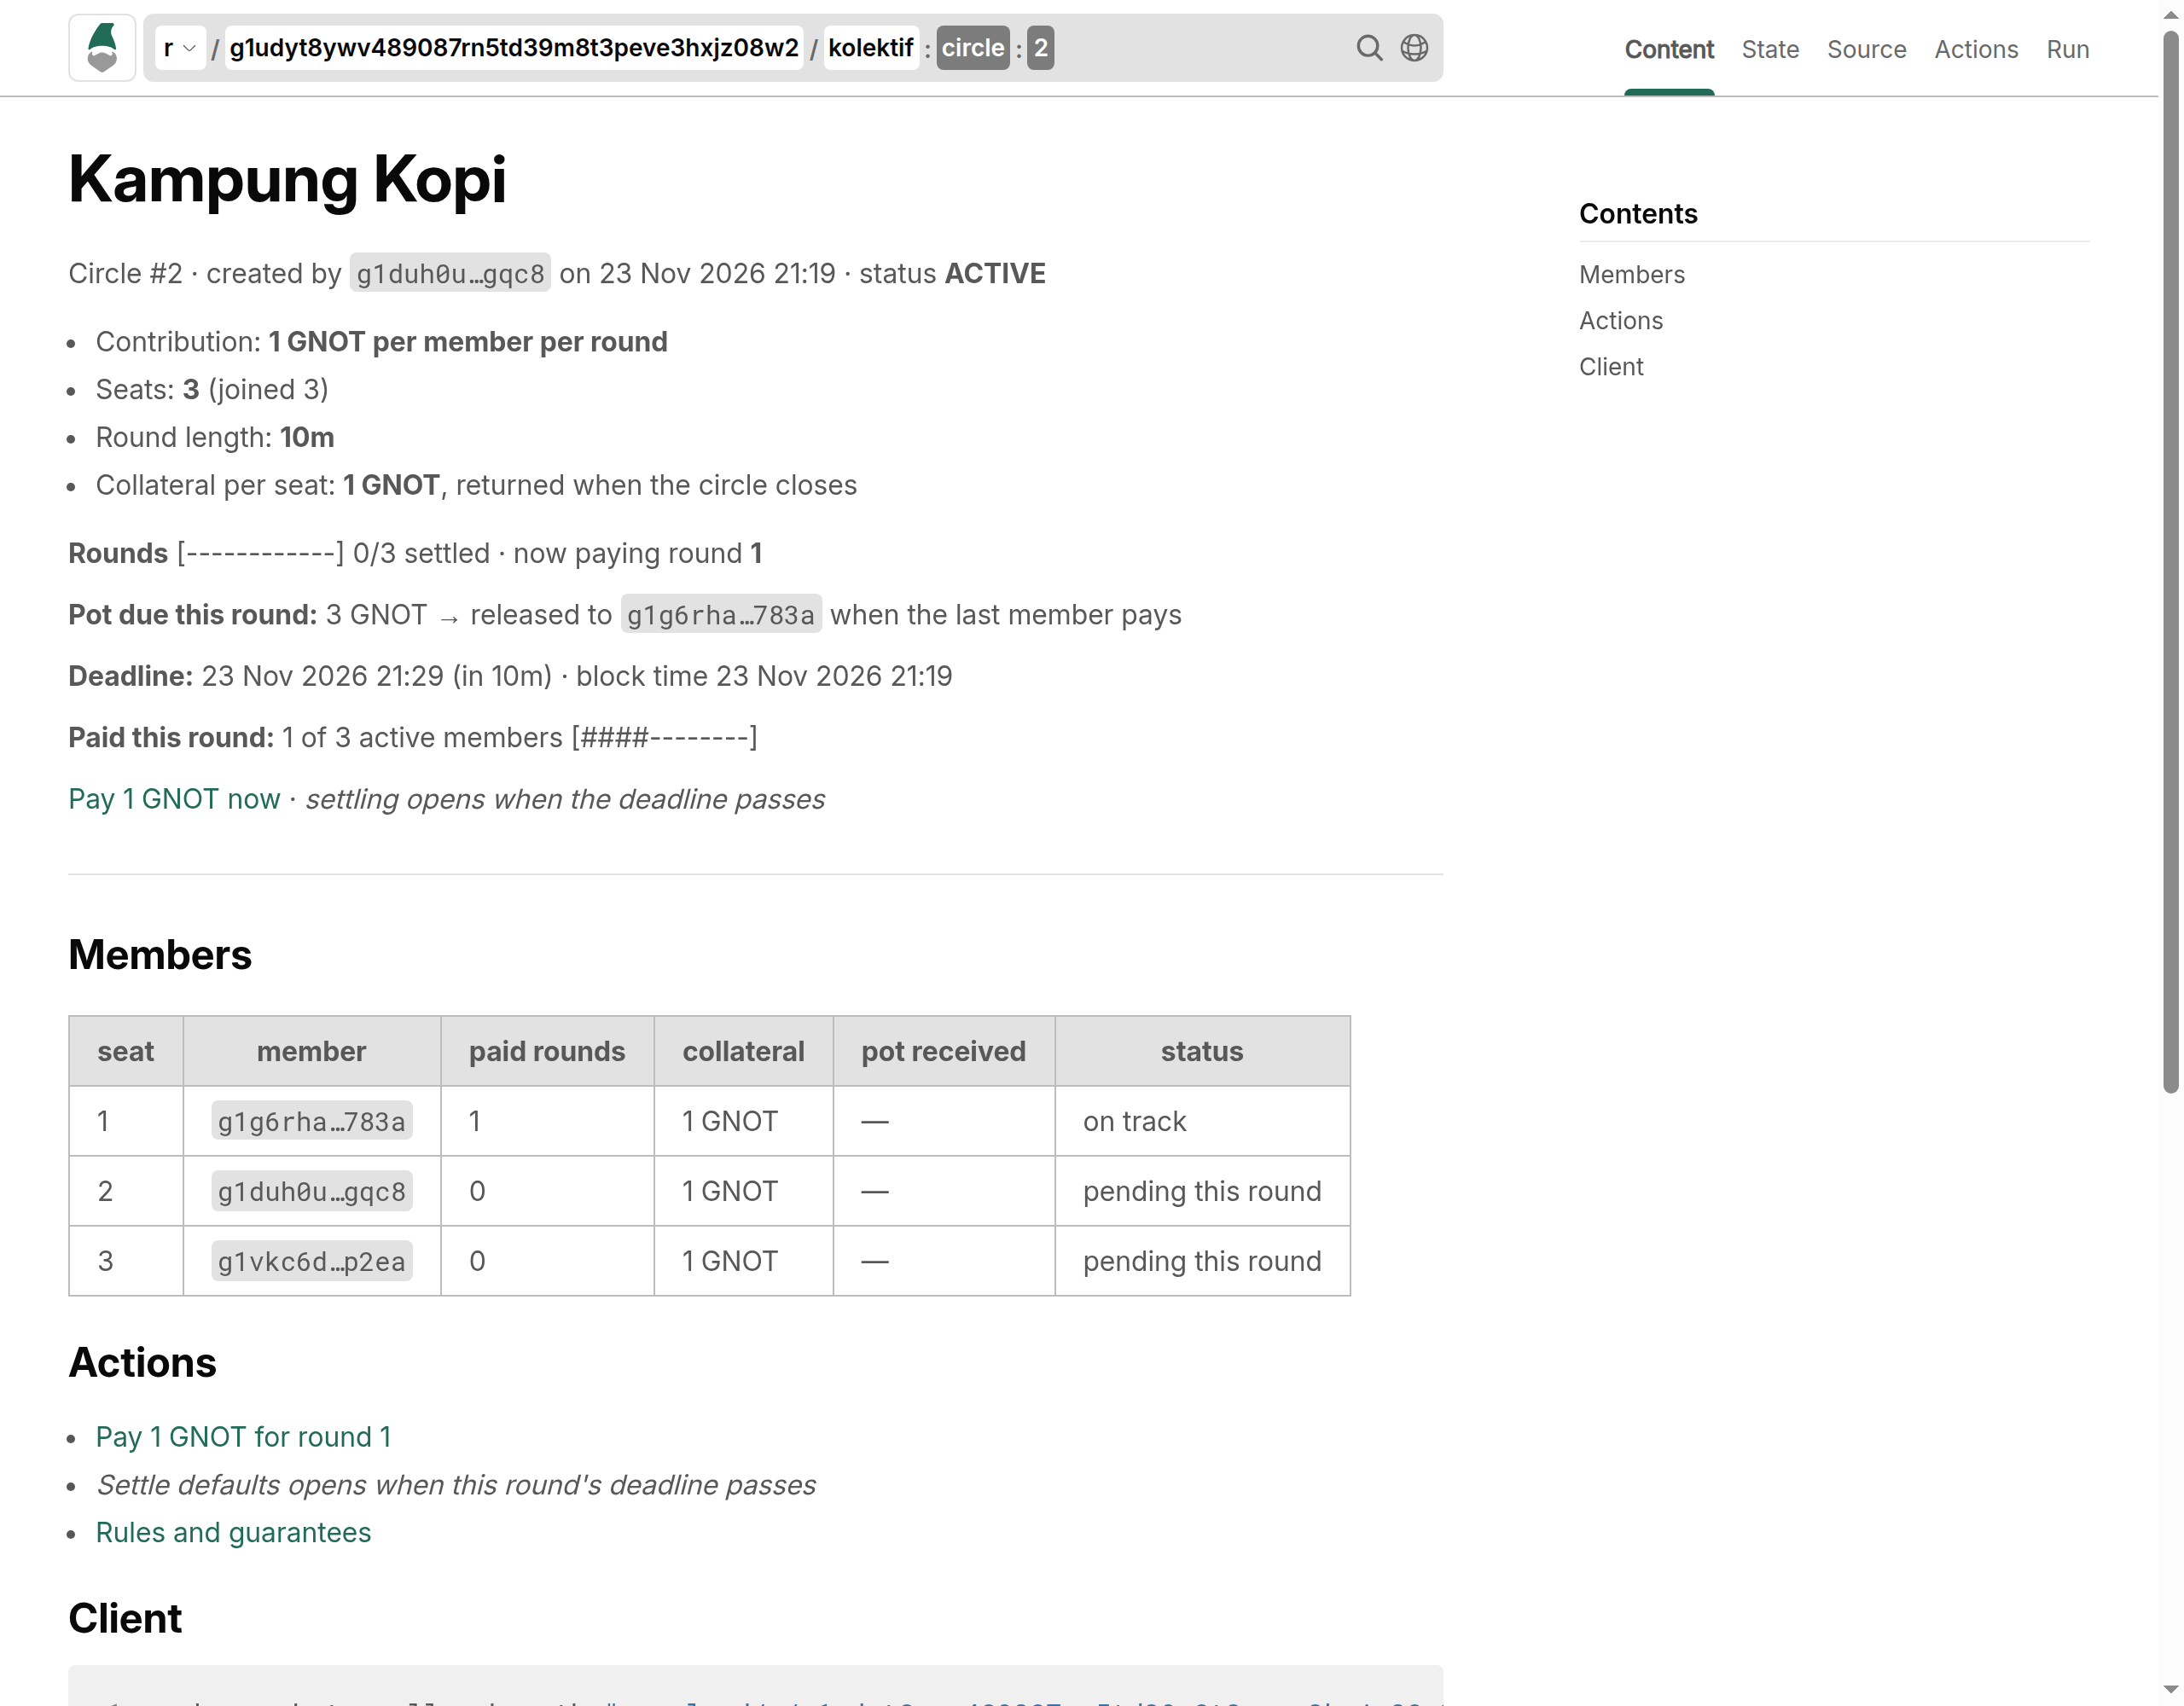 r / g1udyt8ywv489087rn5td39m8t3peve3hxjz08w2 / kolektif : circle : 2
Content State Source Actions Run
Kampung Kopi
Circle #2 · created by g1duh0u…gqc8 on 23 Nov 2026 21:19 · status ACTIVE
• Contribution: 1 GNOT per member per round
• Seats: 3 (joined 3)
• Round length: 10m
• Collateral per seat: 1 GNOT, returned when the circle closes
Rounds [------------] 0/3 settled · now paying round 1
Pot due this round: 3 GNOT → released to g1g6rha…783a when the last member pays
Deadline: 23 Nov 2026 21:29 (in 10m) · block time 23 Nov 2026 21:19
Paid this round: 1 of 3 active members [####--------]
Pay 1 GNOT now · settling opens when the deadline passes
Contents
Members
Actions
Client
Members
seat member paid rounds collateral pot received status
1 g1g6rha…783a 1 1 GNOT — on track
2 g1duh0u…gqc8 0 1 GNOT — pending this round
3 g1vkc6d…p2ea 0 1 GNOT — pending this round
Actions
• Pay 1 GNOT for round 1
• Settle defaults opens when this round's deadline passes
• Rules and guarantees
Client